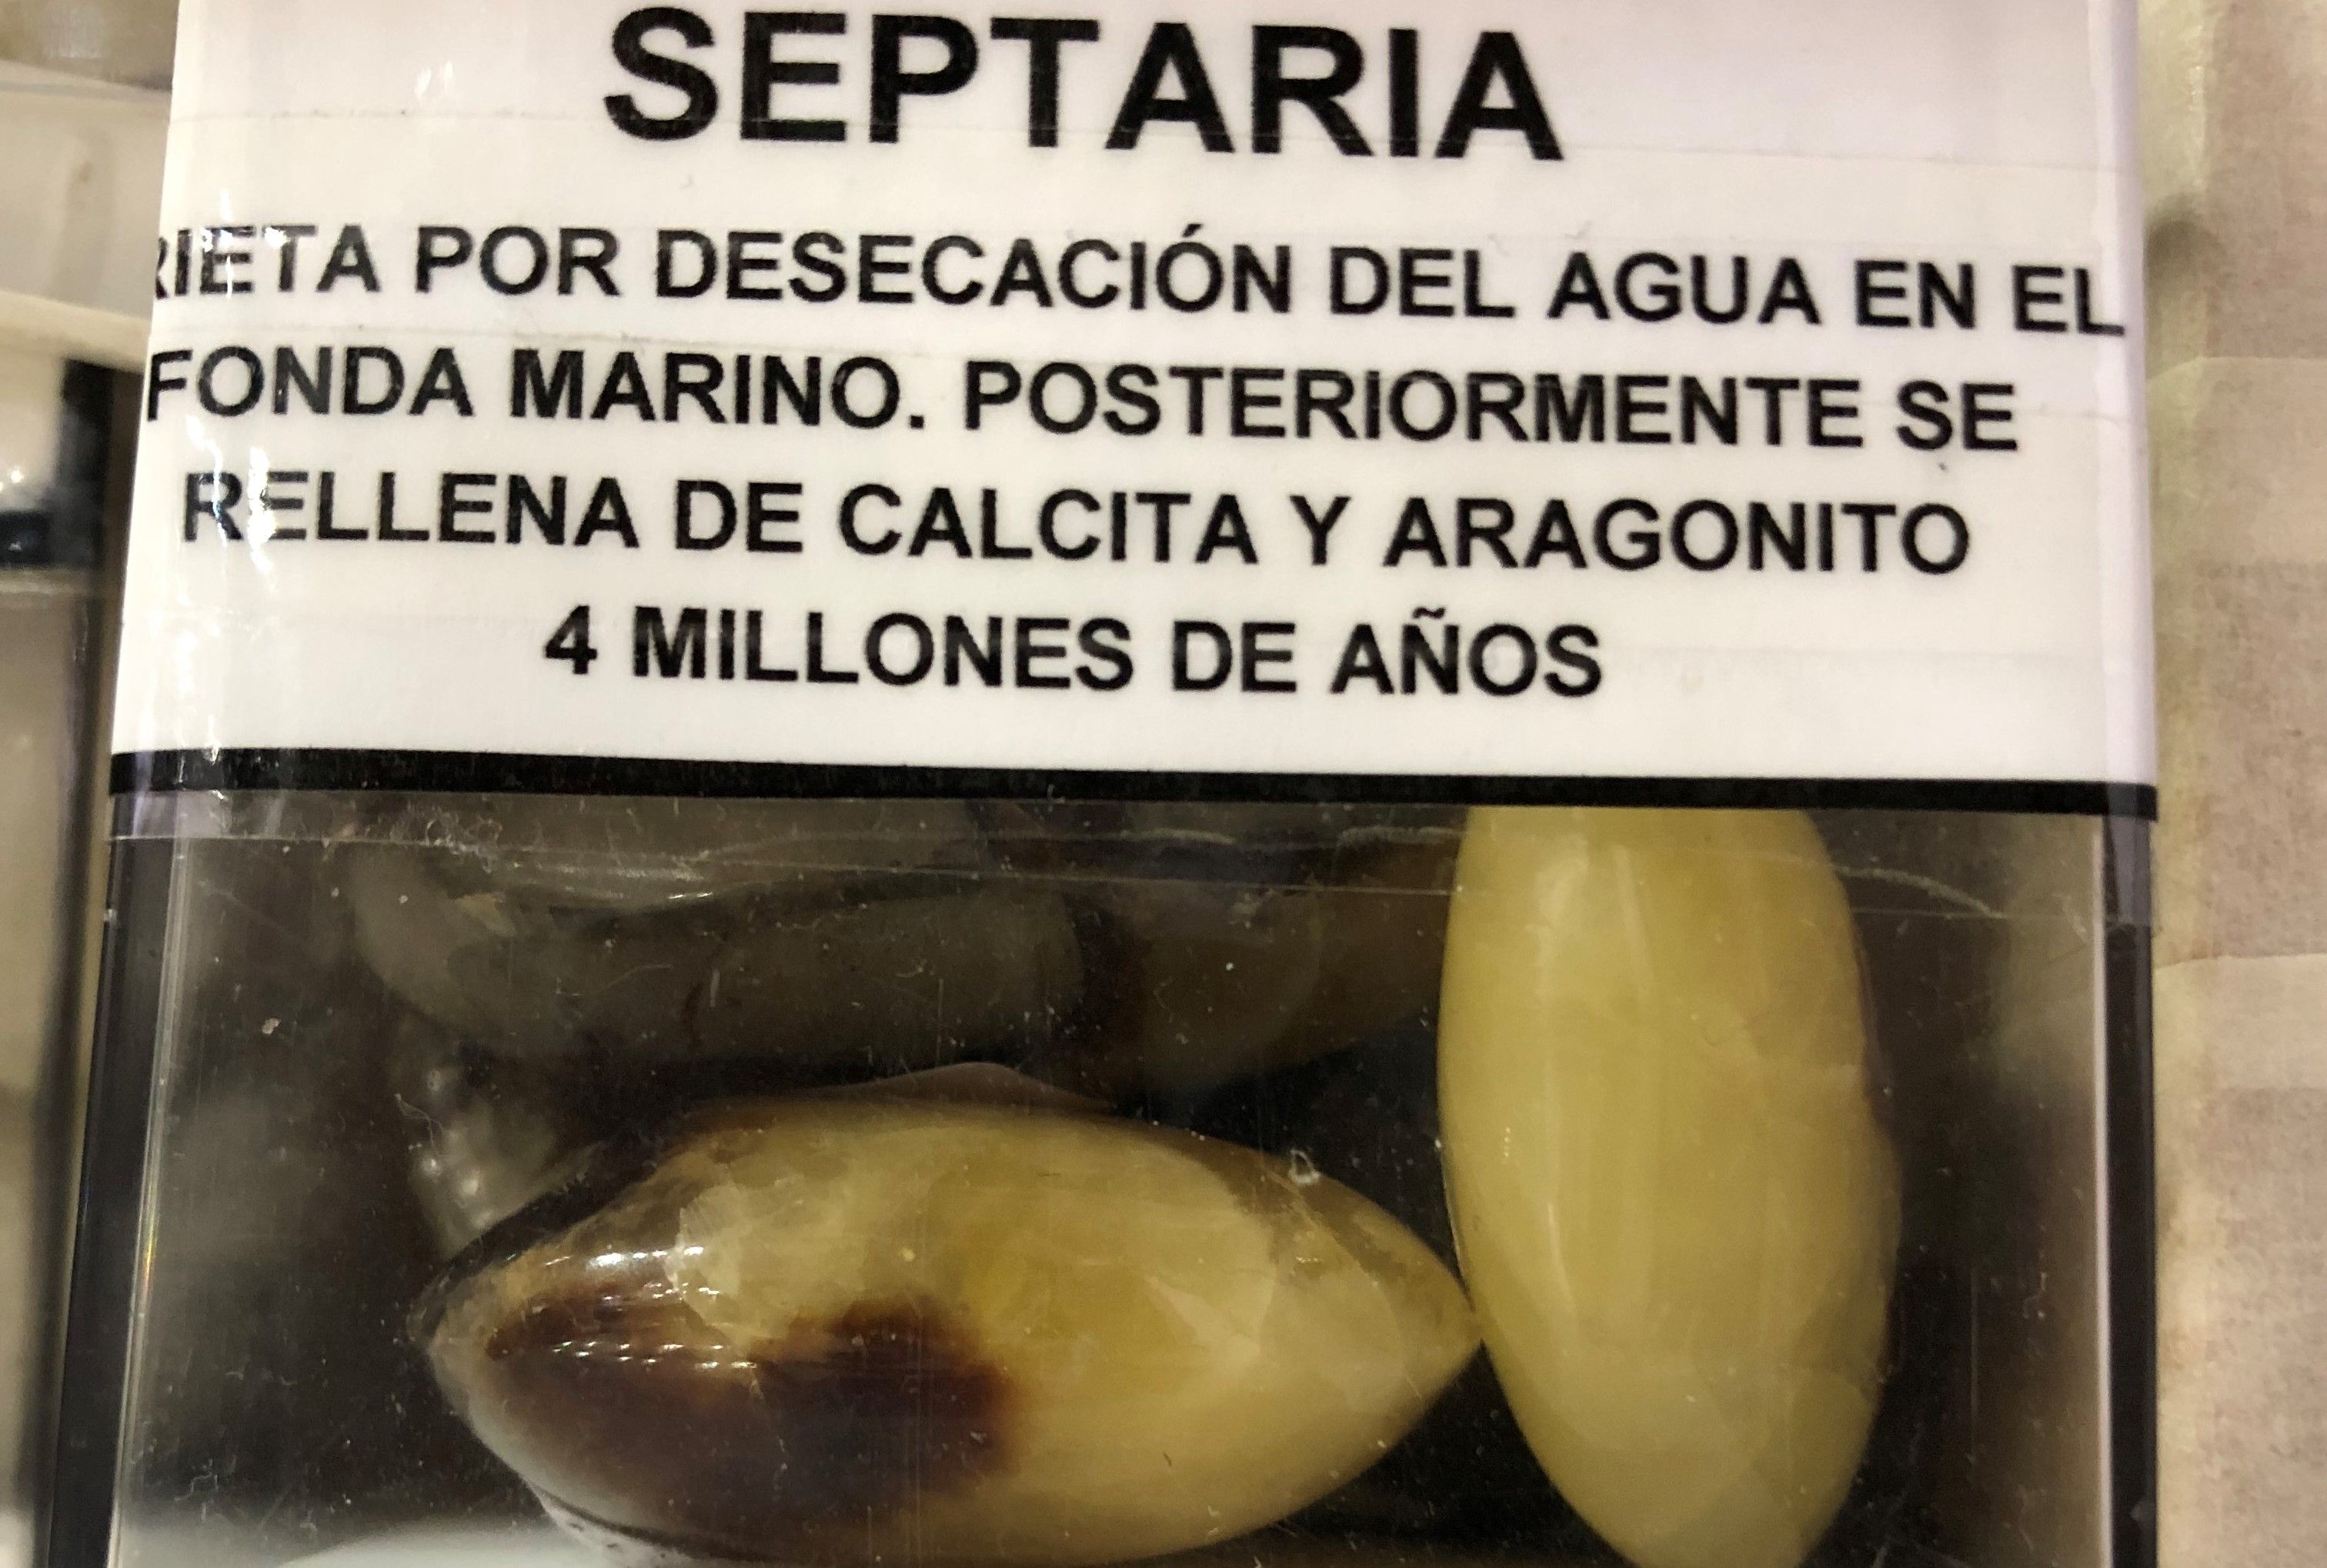 SEPTARIA
RIETA POR DESECACIÓN DEL AGUA EN EL
FONDA MARINO. POSTERIORMENTE SE
RELLENA DE CALCITA Y ARAGONITO
4 MILLONES DE AÑOS